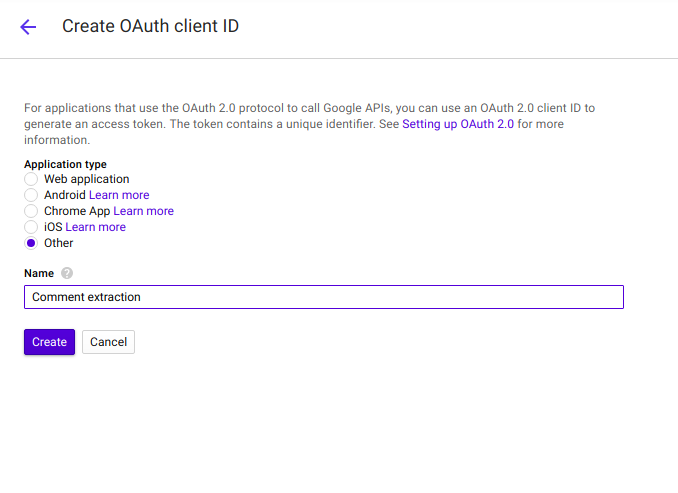 Create OAuth client ID
For applications that use the OAuth 2.0 protocol to call Google APIs, you can use an OAuth 2.0 client ID to
generate an access token. The token contains a unique identifier. See Setting up OAuth 2.0 for more
information.
Application type
Web application
Android Learn more
Chrome App Learn more
iOS Learn more
Other
Name ?
Comment extraction
Create Cancel